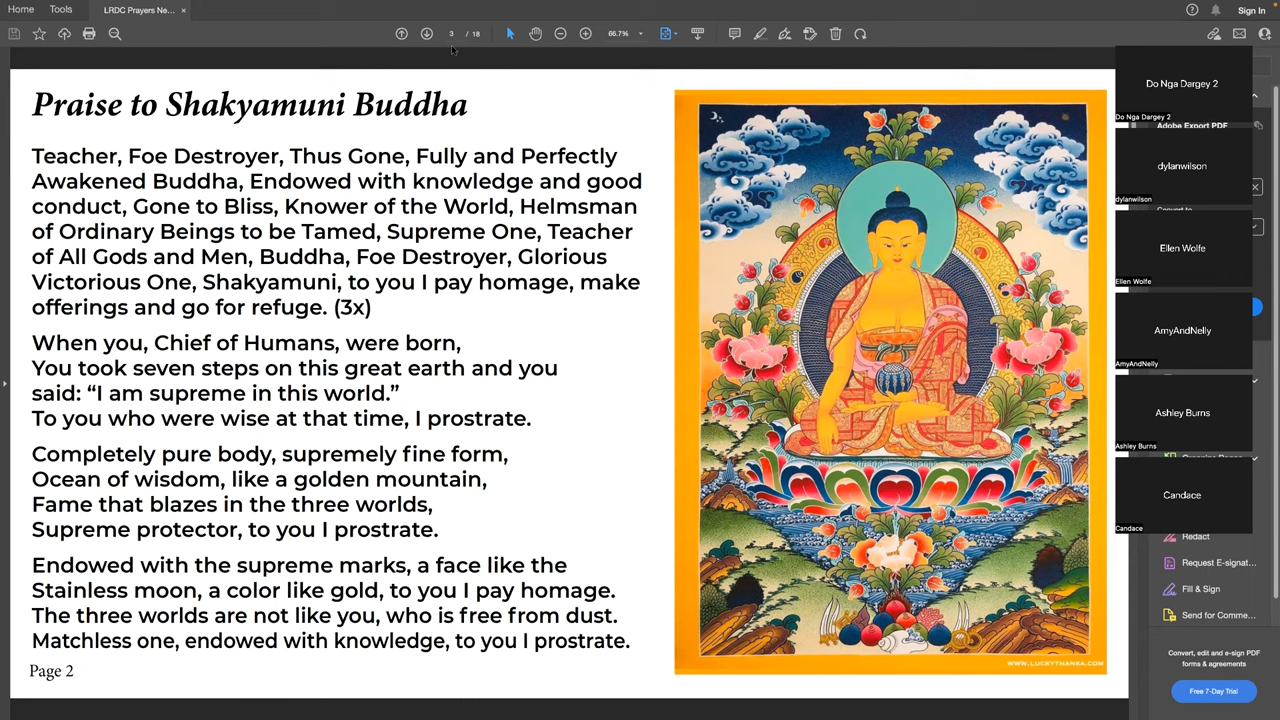 Home
Tools
LRDC Prayers Ne...
Sign In
3 / 18
66.7%
Praise to Shakyamuni Buddha
Teacher, Foe Destroyer, Thus Gone, Fully and Perfectly
Awakened Buddha, Endowed with knowledge and good
conduct, Gone to Bliss, Knower of the World, Helmsman
of Ordinary Beings to be Tamed, Supreme One, Teacher
of All Gods and Men, Buddha, Foe Destroyer, Glorious
Victorious One, Shakyamuni, to you I pay homage, make
offerings and go for refuge. (3x)
When you, Chief of Humans, were born,
You took seven steps on this great earth and you
said: “I am supreme in this world.”
To you who were wise at that time, I prostrate.
Completely pure body, supremely fine form,
Ocean of wisdom, like a golden mountain,
Fame that blazes in the three worlds,
Supreme protector, to you I prostrate.
Endowed with the supreme marks, a face like the
Stainless moon, a color like gold, to you I pay homage.
The three worlds are not like you, who is free from dust.
Matchless one, endowed with knowledge, to you I prostrate.
Page 2
WWW.LUCKYTHANKA.COM
Do Nga Dargey 2
Do Nga Dargey 2
Adobe Export PDF
dylanwilson
dylanwilson
Convert to
Ellen Wolfe
Ellen Wolfe
AmyAndNelly
AmyAndNelly
Ashley Burns
Ashley Burns
Candace
Candace
Redact
Request E-signat...
Fill & Sign
Send for Comme...
Convert, edit and e-sign PDF
forms & agreements
Free 7-Day Trial